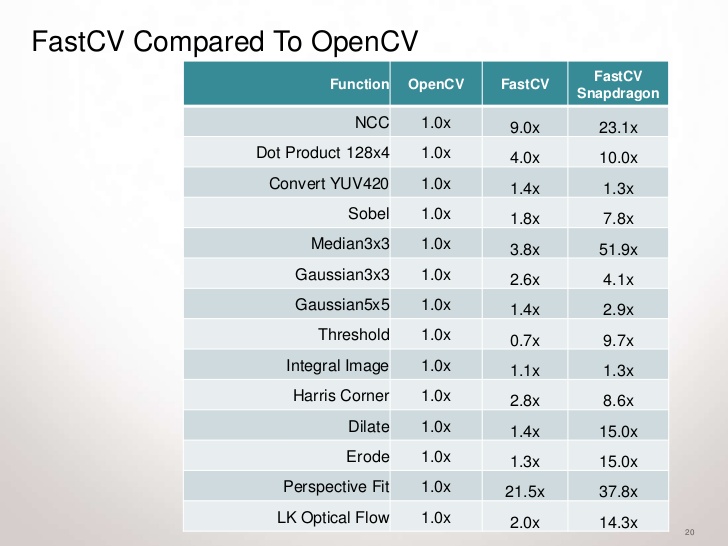 FastCV Compared To OpenCV
Function OpenCV FastCV FastCV Snapdragon
NCC 1.0x 9.0x 23.1x
Dot Product 128x4 1.0x 4.0x 10.0x
Convert YUV420 1.0x 1.4x 1.3x
Sobel 1.0x 1.8x 7.8x
Median3x3 1.0x 3.8x 51.9x
Gaussian3x3 1.0x 2.6x 4.1x
Gaussian5x5 1.0x 1.4x 2.9x
Threshold 1.0x 0.7x 9.7x
Integral Image 1.0x 1.1x 1.3x
Harris Corner 1.0x 2.8x 8.6x
Dilate 1.0x 1.4x 15.0x
Erode 1.0x 1.3x 15.0x
Perspective Fit 1.0x 21.5x 37.8x
LK Optical Flow 1.0x 2.0x 14.3x
20